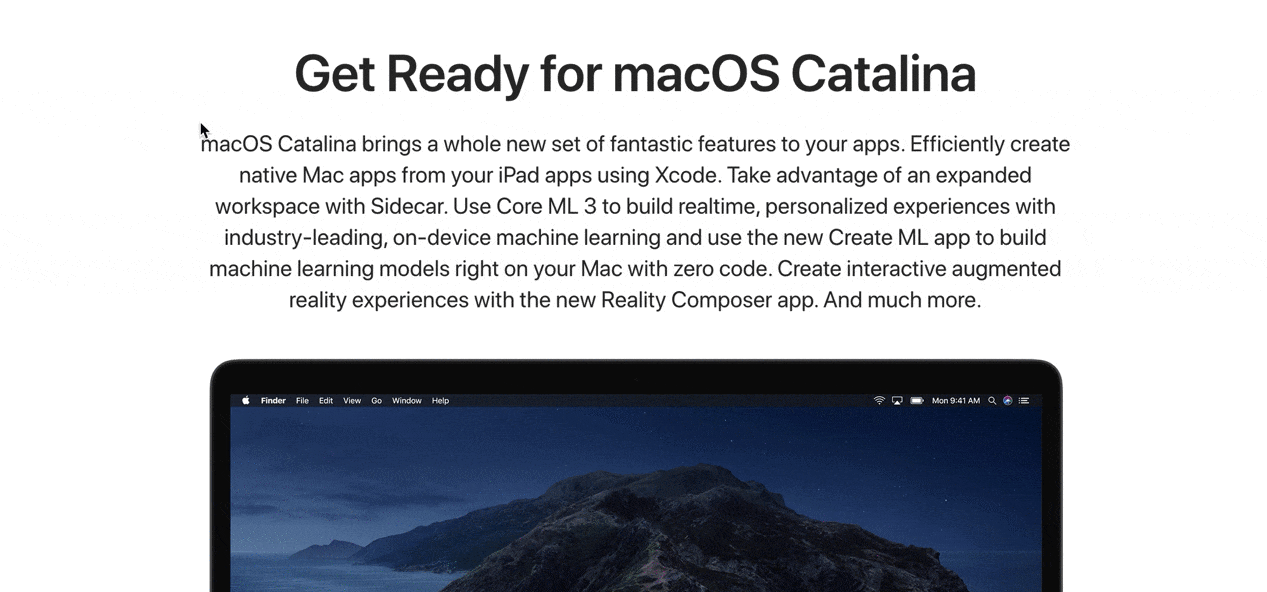 Get Ready for macOS Catalina
macOS Catalina brings a whole new set of fantastic features to your apps. Efficiently create
native Mac apps from your iPad apps using Xcode. Take advantage of an expanded
workspace with Sidecar. Use Core ML 3 to build realtime, personalized experiences with
industry-leading, on-device machine learning and use the new Create ML app to build
machine learning models right on your Mac with zero code. Create interactive augmented
reality experiences with the new Reality Composer app. And much more.
Finder File Edit View Go Window Help Mon 9:41 AM